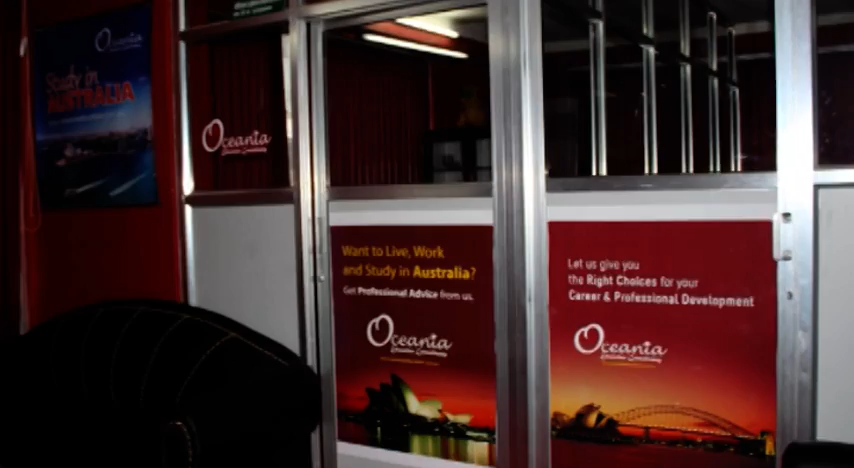 Oceania
Study in
AUSTRALIA
Oceania
Want to Live, Work
and Study in Australia?
Get Professional Advice from us.
Oceania
Let us give you
the Right Choices for your
Career & Professional Development
Oceania